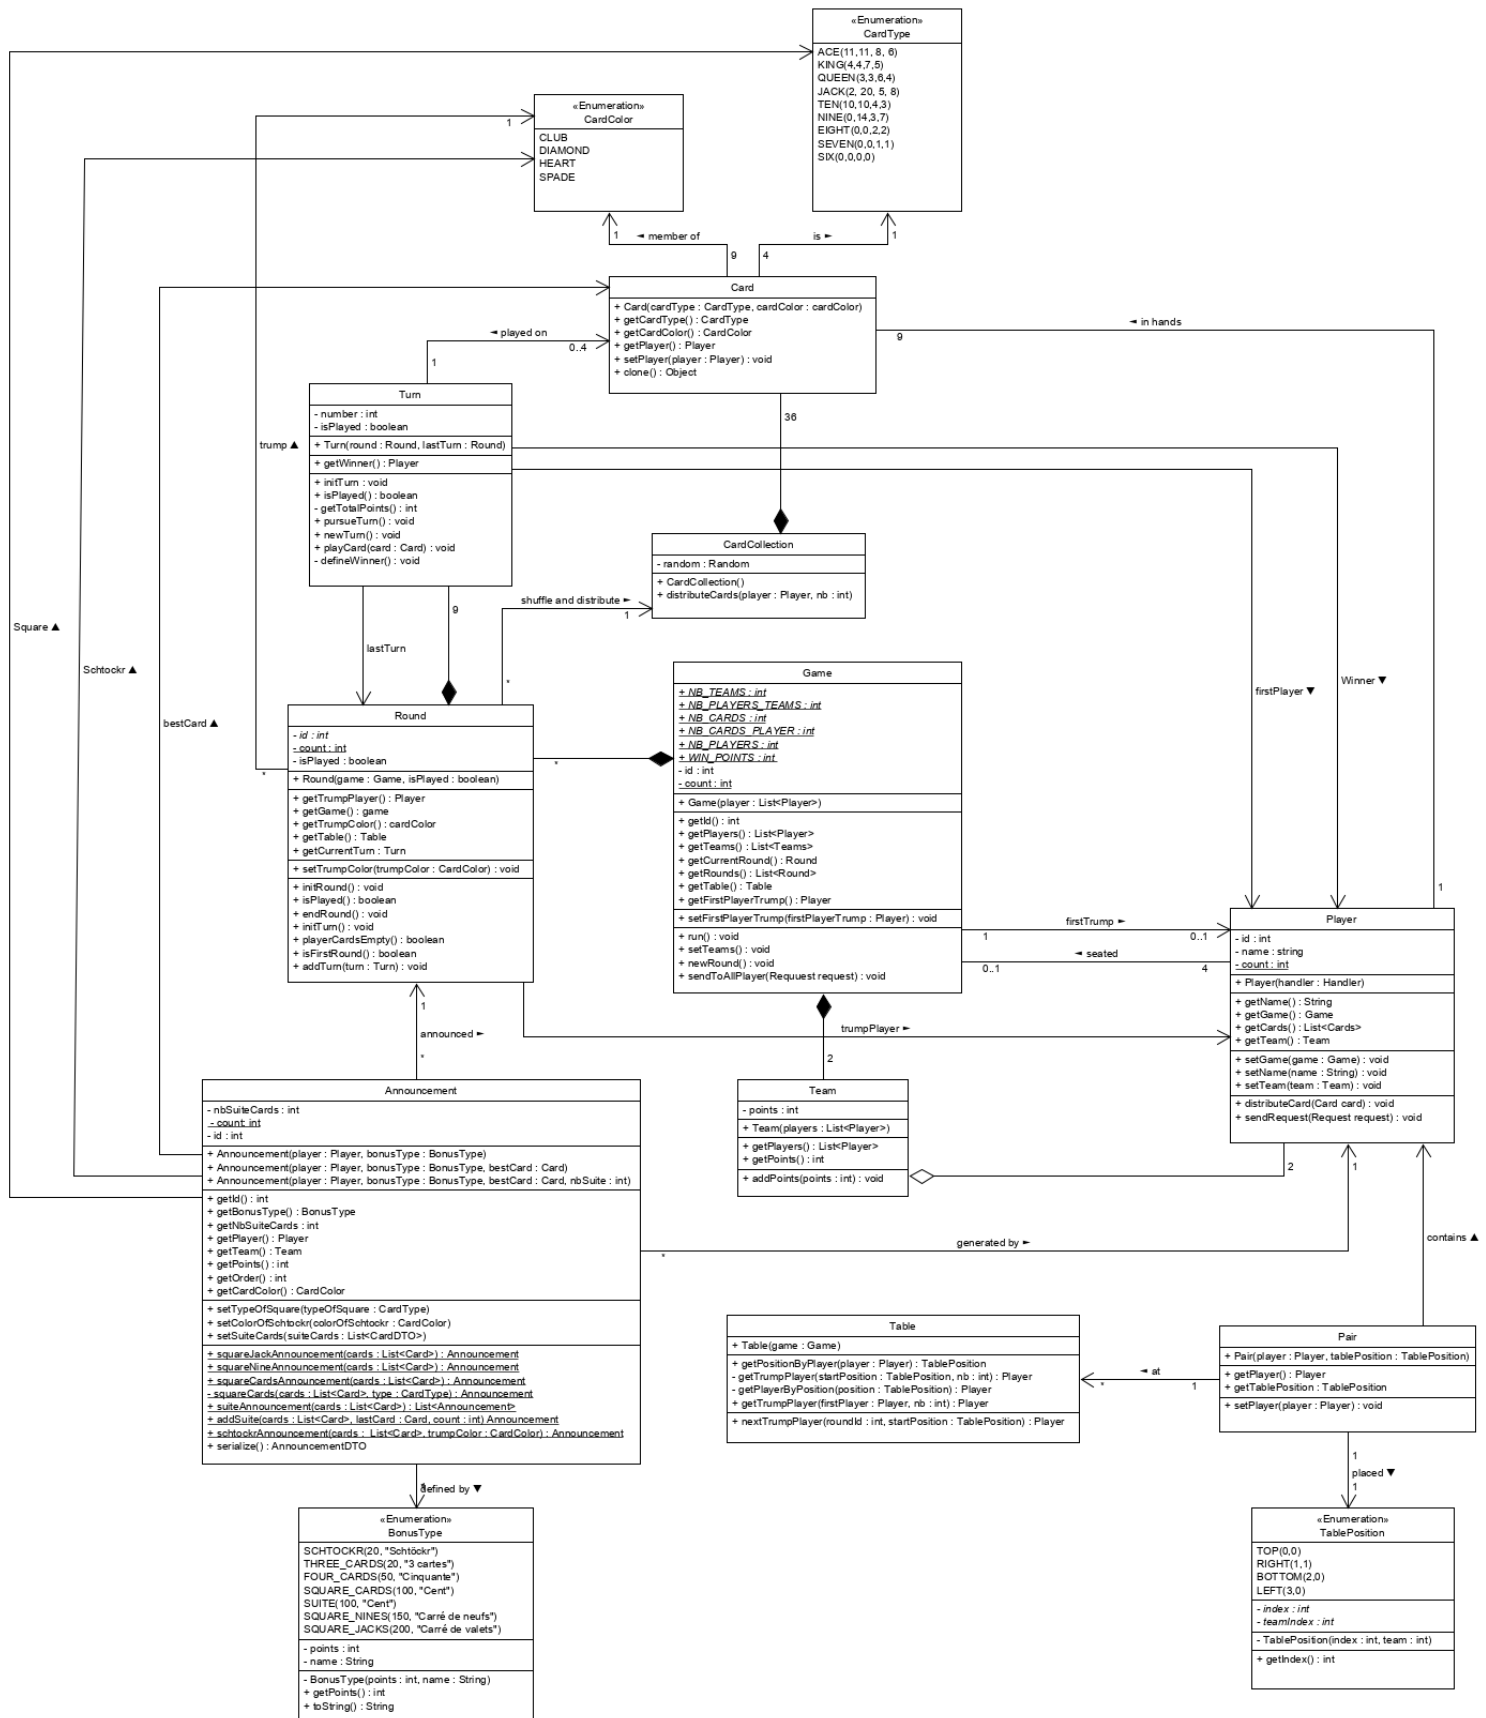 «Enumeration»
CardType
ACE(11,11, 8, 6)
KING(4,4,7,5)
QUEEN(3,3,6,4)
JACK(2, 20, 5, 8)
TEN(10,10,4,3)
NINE(0,14,3,7)
EIGHT(0,0,2,2)
SEVEN(0,0,1,1)
SIX(0,0,0,0)
«Enumeration»
CardColor
CLUB
DIAMOND
HEART
SPADE
1
1
◄ member of
is ►
1
9
4
Card
+ Card(cardType : CardType, cardColor : cardColor)
+ getCardType() : CardType
+ getCardColor() : CardColor
+ getPlayer() : Player
+ setPlayer(player : Player) : void
+ clone() : Object
◄ in hands
9
◄ played on
0..4
1
36
Turn
- number : int
- isPlayed : boolean
+ Turn(round : Round, lastTurn : Round)
+ getWinner() : Player
+ initTurn : void
+ isPlayed() : boolean
- getTotalPoints() : int
+ pursueTurn() : void
+ newTurn() : void
+ playCard(card : Card) : void
- defineWinner() : void
trump ▲
CardCollection
- random : Random
+ CardCollection()
+ distributeCards(player : Player, nb : int)
shuffle and distribute ►
1
9
*
lastTurn
Square ▲
Schtockr ▲
bestCard ▲
firstPlayer ▼
Winner ▼
Round
- id : int
- count : int
- isPlayed : boolean
+ Round(game : Game, isPlayed : boolean)
+ getTrumpPlayer() : Player
+ getGame() : game
+ getTrumpColor() : cardColor
+ getTable() : Table
+ getCurrentTurn : Turn
+ setTrumpColor(trumpColor : CardColor) : void
+ initRound() : void
+ isPlayed() : boolean
+ endRound() : void
+ initTurn() : void
+ playerCardsEmpty() : boolean
+ isFirstRound() : boolean
+ addTurn(turn : Turn) : void
*
*
Game
+ NB_TEAMS : int
+ NB_PLAYERS_TEAMS : int
+ NB_CARDS : int
+ NB_CARDS_PLAYER : int
+ NB_PLAYERS : int
+ WIN_POINTS : int
- id : int
- count : int
+ Game(player : List<Player>)
+ getId() : int
+ getPlayers() : List<Player>
+ getTeams() : List<Teams>
+ getCurrentRound() : Round
+ getRounds() : List<Round>
+ getTable() : Table
+ getFirstPlayerTrump() : Player
+ setFirstPlayerTrump(firstPlayerTrump : Player) : void
+ run() : void
+ setTeams() : void
+ newRound() : void
+ sendToAllPlayer(Requuest request) : void
firstTrump ►
1
0..1
◄ seated
0..1
4
1
Player
- id : int
- name : string
- count : int
+ Player(handler : Handler)
+ getName() : String
+ getGame() : Game
+ getCards() : List<Cards>
+ getTeam() : Team
+ setGame(game : Game) : void
+ setName(name : String) : void
+ setTeam(team : Team) : void
+ distributeCard(Card card) : void
+ sendRequest(Request request) : void
trumpPlayer ►
1
announced ►
*
2
Team
- points : int
+ Team(players : List<Player>)
+ getPlayers() : List<Player>
+ getPoints() : int
+ addPoints(points : int) : void
2
1
Announcement
- nbSuiteCards : int
- count: int
- id : int
+ Announcement(player : Player, bonusType : BonusType)
+ Announcement(player : Player, bonusType : BonusType, bestCard : Card)
+ Announcement(player : Player, bonusType : BonusType, bestCard : Card, nbSuite : int)
+ getId() : int
+ getBonusType() : BonusType
+ getNbSuiteCards : int
+ getPlayer() : Player
+ getTeam() : Team
+ getPoints() : int
+ getOrder() : int
+ getCardColor() : CardColor
+ setTypeOfSquare(typeOfSquare : CardType)
+ setColorOfSchtockr(colorOfSchtockr : CardColor)
+ setSuiteCards(suiteCards : List<CardDTO>)
+ squareJackAnnouncement(cards : List<Card>) : Announcement
+ squareNineAnnouncement(cards : List<Card>) : Announcement
+ squareCardsAnnouncement(cards : List<Card>) : Announcement
- squareCards(cards : List<Card>, type : CardType) : Announcement
+ suiteAnnouncement(cards : List<Card>) : List<Announcement>
+ addSuite(cards : List<Card>, lastCard : Card, count : int) Announcement
+ schtockrAnnouncement(cards : List<Card>, trumpColor : CardColor) : Announcement
+ serialize() : AnnouncementDTO
generated by ►
*
contains ▲
Table
+ Table(game : Game)
+ getPositionByPlayer(player : Player) : TablePosition
- getTrumpPlayer(startPosition : TablePosition, nb : int) : Player
- getPlayerByPosition(position : TablePosition) : Player
+ getTrumpPlayer(firstPlayer : Player, nb : int) : Player
+ nextTrumpPlayer(roundId : int, startPosition : TablePosition) : Player
◄ at
*
1
Pair
+ Pair(player : Player, tablePosition : TablePosition)
+ getPlayer() : Player
+ getTablePosition : TablePosition
+ setPlayer(player : Player) : void
1
placed ▼
1
defined by ▼
«Enumeration»
BonusType
SCHTOCKR(20, "Schtöckr")
THREE_CARDS(20, "3 cartes")
FOUR_CARDS(50, "Cinquante")
SQUARE_CARDS(100, "Cent")
SUITE(100, "Cent")
SQUARE_NINES(150, "Carré de neufs")
SQUARE_JACKS(200, "Carré de valets")
- points : int
- name : String
- BonusType(points : int, name : String)
+ getPoints() : int
+ toString() : String
«Enumeration»
TablePosition
TOP(0,0)
RIGHT(1,1)
BOTTOM(2,0)
LEFT(3,0)
- index : int
- teamIndex : int
- TablePosition(index : int, team : int)
+ getIndex() : int